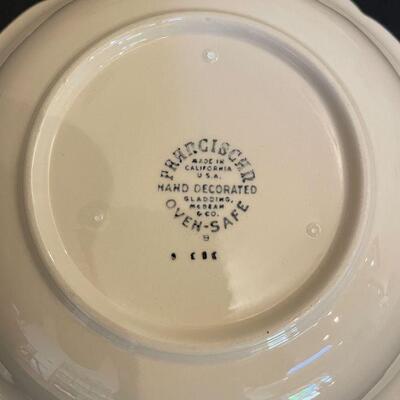 FRANCISCAN
MADE IN
CALIFORNIA
U.S.A.
HAND DECORATED
GLADDING,
McBEAN
& CO.
OVEN-SAFE